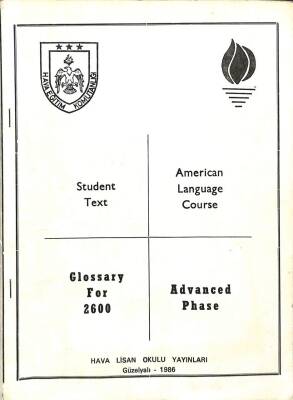 HAVA EĞİTİM KOMUTANLIĞI
Student
Text
American
Language
Course
Glossary
For
2600
Advanced
Phase
HAVA LİSAN OKULU YAYINLARI
Güzelyalı - 1986